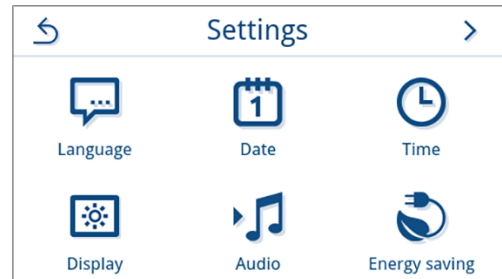 Settings
...
1
Language Date Time
Display Audio Energy saving